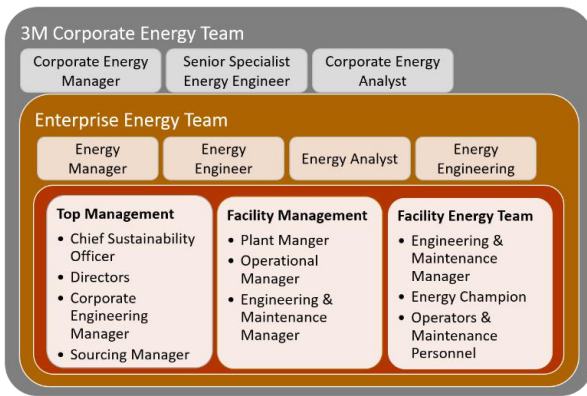 3M Corporate Energy Team
Corporate Energy
Manager
Senior Specialist
Energy Engineer
Corporate Energy
Analyst
Enterprise Energy Team
Energy
Manager
Energy
Engineer
Energy Analyst
Energy
Engineering
Top Management
• Chief Sustainability
Officer
• Directors
• Corporate
Engineering
Manager
• Sourcing Manager
Facility Management
• Plant Manger
• Operational
Manager
• Engineering &
Maintenance
Manager
Facility Energy Team
• Engineering &
Maintenance
Manager
• Energy Champion
• Operators &
Maintenance
Personnel